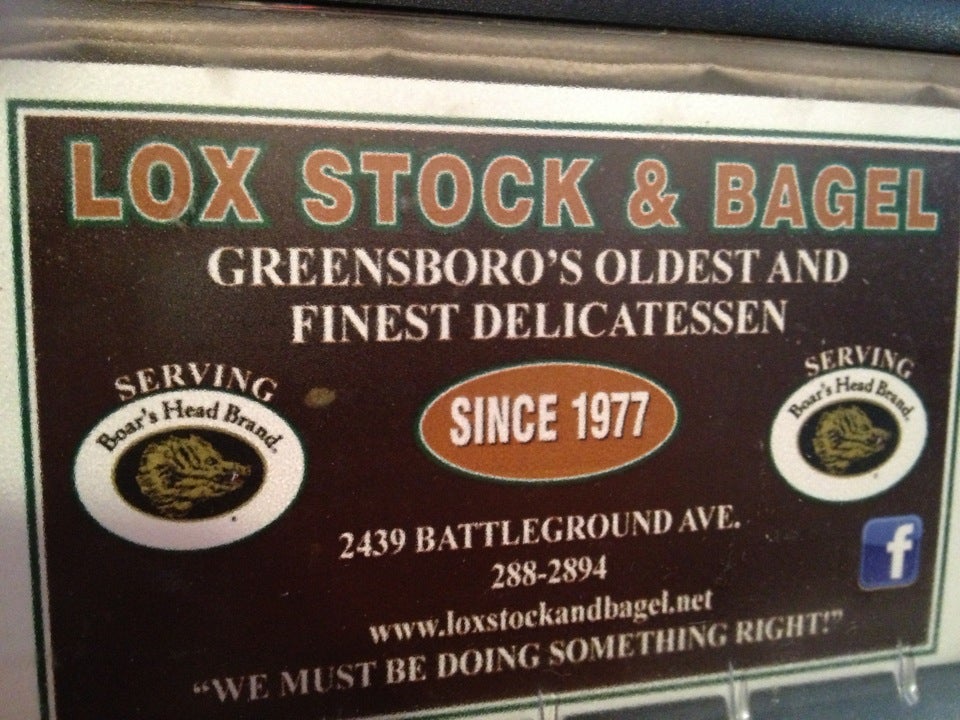 LOX STOCK & BAGEL
GREENSBORO'S OLDEST AND
FINEST DELICATESSEN
SERVING
Boar's Head Brand
SINCE 1977
SERVING
Boar's Head Brand
2439 BATTLEGROUND AVE.
288-2894
f
www.loxstockandbagel.net
"WE MUST BE DOING SOMETHING RIGHT!"